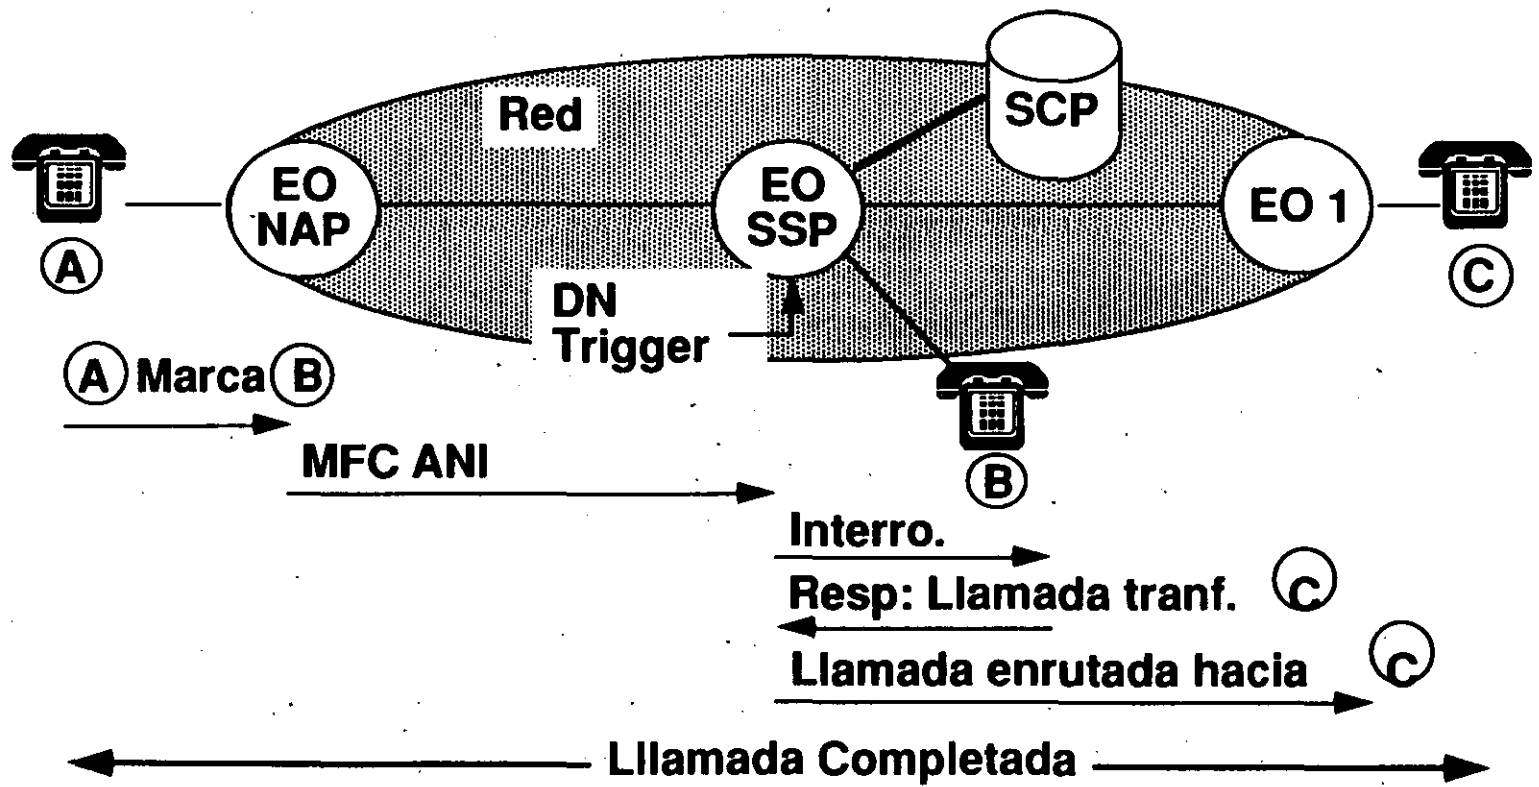 Red
SCP
EO
NAP
EO
SSP
EO 1
A
C
DN
Trigger
A Marca B
B
MFC ANI
Interro.
Resp: Llamada tranf. C
Llamada enrutada hacia C
Lllamada Completada